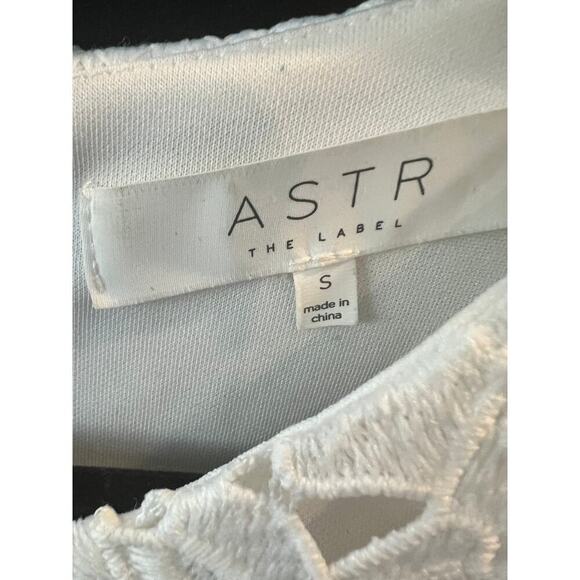 ASTR
THE LABEL
S
made in
china